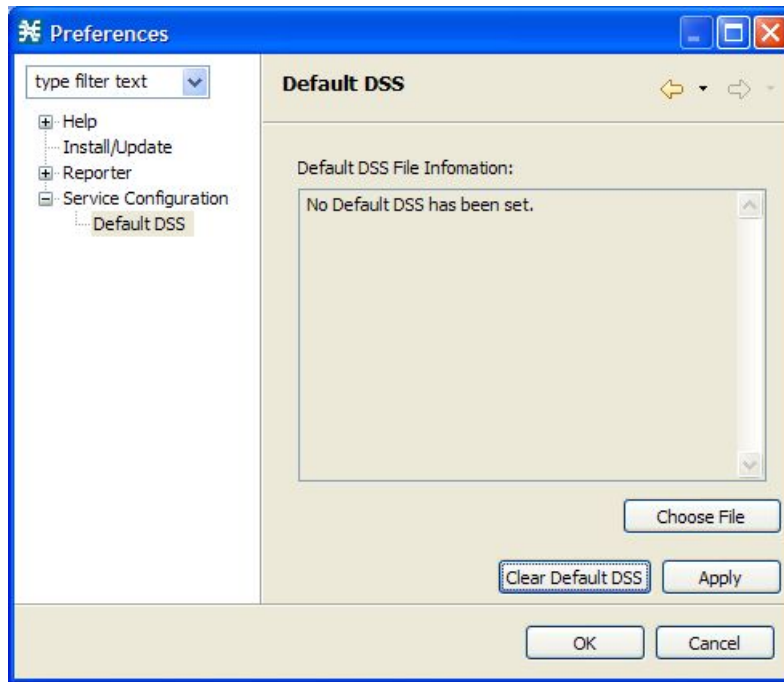 Preferences
type filter text
Default DSS
Help
Install/Update
Reporter
Service Configuration
Default DSS
Default DSS File Infomation:
No Default DSS has been set.
Choose File
Clear Default DSS
Apply
OK
Cancel